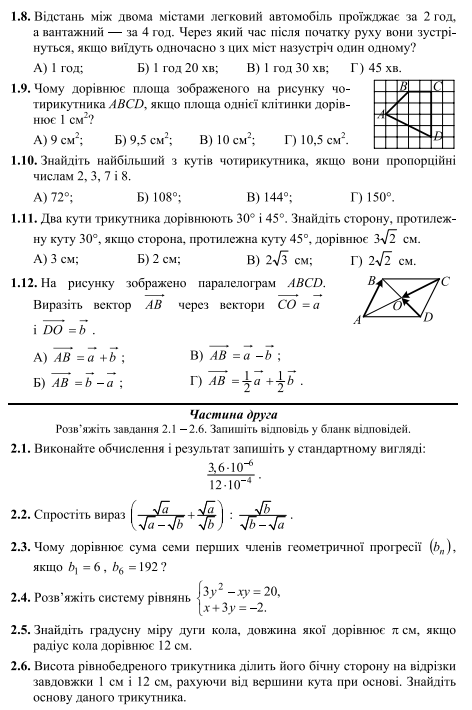 1.8. Відстань між двома містами легковий автомобіль проїжджає за 2 год,
а вантажний — за 4 год. Через який час після початку руху вони зустрі-
нуться, якщо виїдуть одночасно з цих міст назустріч один одному?
А) 1 год; Б) 1 год 20 хв; В) 1 год 30 хв; Г) 45 хв.
1.9. Чому дорівнює площа зображеного на рисунку чо-
тирикутника ABCD, якщо площа однієї клітинки дорів-
нює 1 см²?
А) 9 см²; Б) 9,5 см²; В) 10 см²; Г) 10,5 см².
B C
A
D
1.10. Знайдіть найбільший з кутів чотирикутника, якщо вони пропорційні
числам 2, 3, 7 і 8.
А) 72°; Б) 108°; В) 144°; Г) 150°.
1.11. Два кути трикутника дорівнюють 30° і 45°. Знайдіть сторону, протилеж-
ну куту 30°, якщо сторона, протилежна куту 45°, дорівнює 3√2 см.
А) 3 см; Б) 2 см; В) 2√3 см; Г) 2√2 см.
1.12. На рисунку зображено паралелограм ABCD.
Виразіть вектор AB⃗ через вектори CO⃗ = a⃗
і DO⃗ = b⃗ .
А) AB⃗ = a⃗ + b⃗ ; В) AB⃗ = a⃗ − b⃗ ;
Б) AB⃗ = b⃗ − a⃗ ; Г) AB⃗ = 1/2 a⃗ + 1/2 b⃗ .
B C
O
A D
Частина друга
Розв’яжіть завдання 2.1 – 2.6. Запишіть відповідь у бланк відповідей.
2.1. Виконайте обчислення і результат запишіть у стандартному вигляді:
3,6·10⁻⁶ / 12·10⁻⁴ .
2.2. Спростіть вираз (√a / (√a − √b) + √a / √b) : √b / (√b − √a) .
2.3. Чому дорівнює сума семи перших членів геометричної прогресії (bₙ),
якщо b₁ = 6 , b₆ = 192 ?
2.4. Розв’яжіть систему рівнянь { 3y² − xy = 20,
x + 3y = −2.
2.5. Знайдіть градусну міру дуги кола, довжина якої дорівнює π см, якщо
радіус кола дорівнює 12 см.
2.6. Висота рівнобедреного трикутника ділить його бічну сторону на відрізки
завдовжки 1 см і 12 см, рахуючи від вершини кута при основі. Знайдіть
основу даного трикутника.